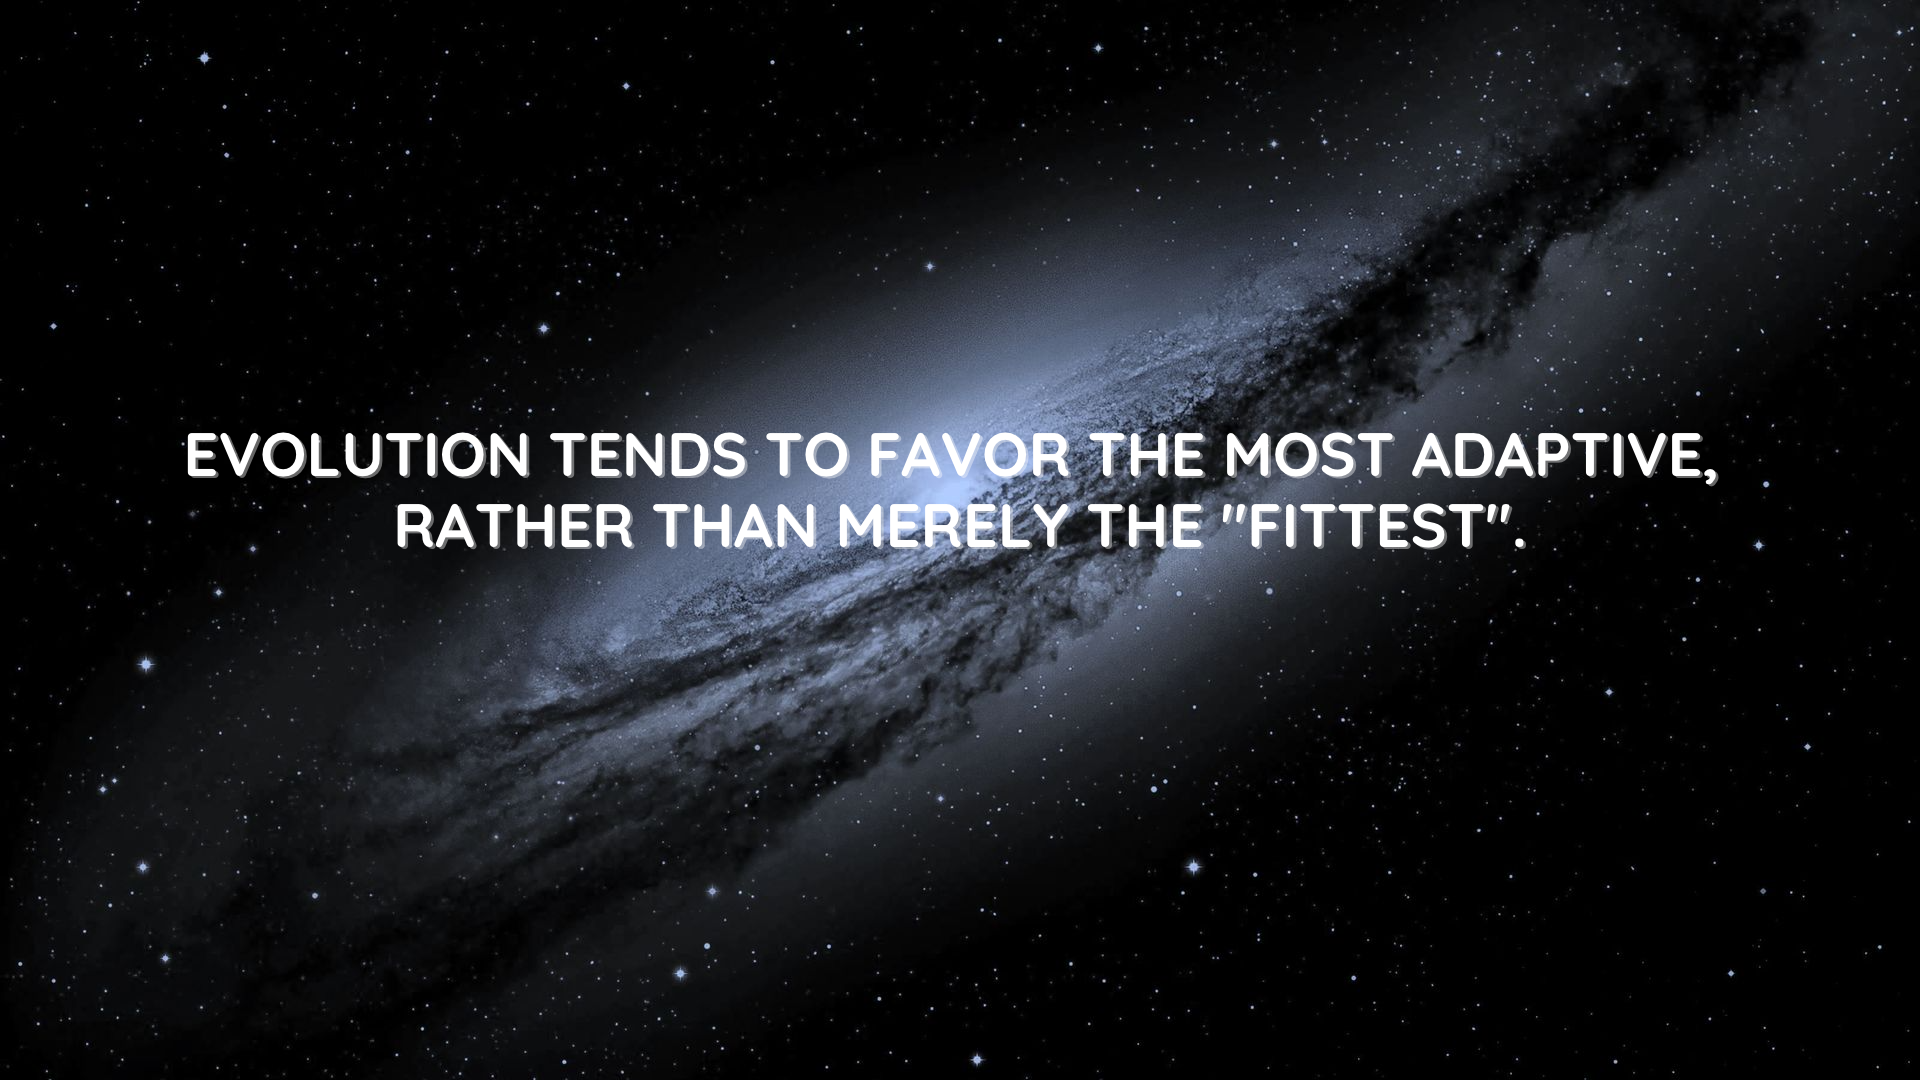 EVOLUTION TENDS TO FAVOR THE MOST ADAPTIVE,
RATHER THAN MERELY THE "FITTEST".